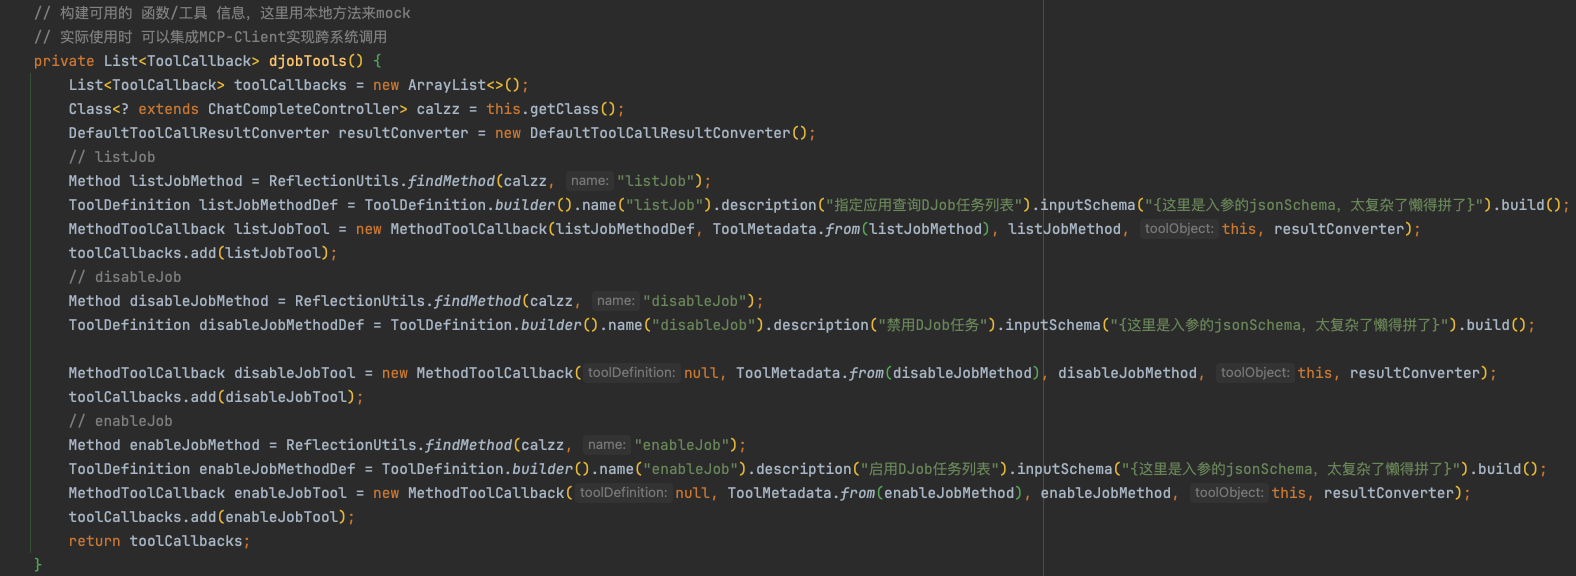 // 构建可用的 函数/工具 信息，这里用本地方法来mock
// 实际使用时 可以集成MCP-Client实现跨系统调用
private List<ToolCallback> djobTools() {
List<ToolCallback> toolCallbacks = new ArrayList<>();
Class<? extends ChatCompleteController> calzz = this.getClass();
DefaultToolCallResultConverter resultConverter = new DefaultToolCallResultConverter();
// listJob
Method listJobMethod = ReflectionUtils.findMethod(calzz, name: "listJob");
ToolDefinition listJobMethodDef = ToolDefinition.builder().name("listJob").description("指定应用查询DJob任务列表").inputSchema("{这里是入参的jsonSchema，太复杂了懒得拼了}").build();
MethodToolCallback listJobTool = new MethodToolCallback(listJobMethodDef, ToolMetadata.from(listJobMethod), listJobMethod, toolObject: this, resultConverter);
toolCallbacks.add(listJobTool);
// disableJob
Method disableJobMethod = ReflectionUtils.findMethod(calzz, name: "disableJob");
ToolDefinition disableJobMethodDef = ToolDefinition.builder().name("disableJob").description("禁用DJob任务").inputSchema("{这里是入参的jsonSchema，太复杂了懒得拼了}").build();
MethodToolCallback disableJobTool = new MethodToolCallback( toolDefinition: null, ToolMetadata.from(disableJobMethod), disableJobMethod, toolObject: this, resultConverter);
toolCallbacks.add(disableJobTool);
// enableJob
Method enableJobMethod = ReflectionUtils.findMethod(calzz, name: "enableJob");
ToolDefinition enableJobMethodDef = ToolDefinition.builder().name("enableJob").description("启用DJob任务列表").inputSchema("{这里是入参的jsonSchema，太复杂了懒得拼了}").build();
MethodToolCallback enableJobTool = new MethodToolCallback( toolDefinition: null, ToolMetadata.from(enableJobMethod), enableJobMethod, toolObject: this, resultConverter);
toolCallbacks.add(enableJobTool);
return toolCallbacks;
}